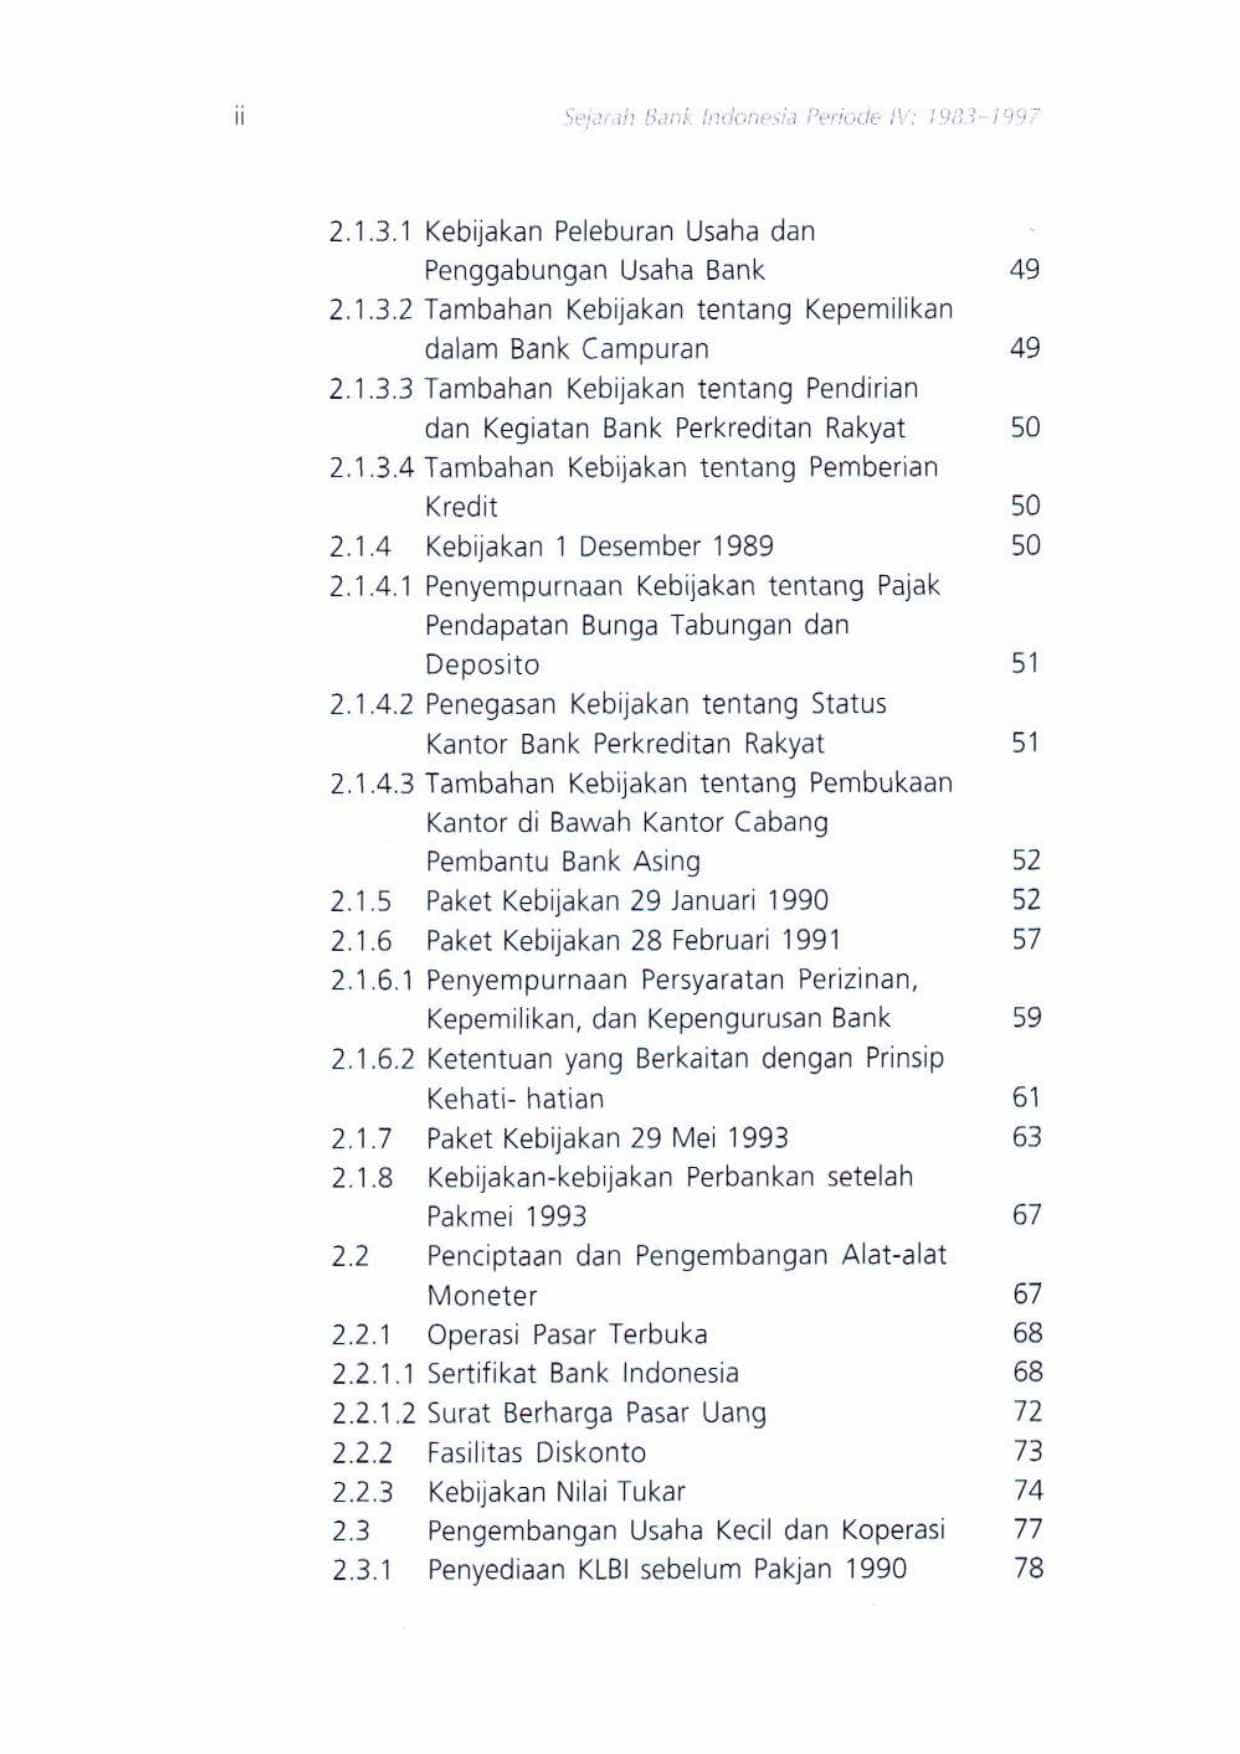 ii Sejarah Bank Indonesia Periode IV: 1983–1997
2.1.3.1 Kebijakan Peleburan Usaha dan
Penggabungan Usaha Bank 49
2.1.3.2 Tambahan Kebijakan tentang Kepemilikan
dalam Bank Campuran 49
2.1.3.3 Tambahan Kebijakan tentang Pendirian
dan Kegiatan Bank Perkreditan Rakyat 50
2.1.3.4 Tambahan Kebijakan tentang Pemberian
Kredit 50
2.1.4 Kebijakan 1 Desember 1989 50
2.1.4.1 Penyempurnaan Kebijakan tentang Pajak
Pendapatan Bunga Tabungan dan
Deposito 51
2.1.4.2 Penegasan Kebijakan tentang Status
Kantor Bank Perkreditan Rakyat 51
2.1.4.3 Tambahan Kebijakan tentang Pembukaan
Kantor di Bawah Kantor Cabang
Pembantu Bank Asing 52
2.1.5 Paket Kebijakan 29 Januari 1990 52
2.1.6 Paket Kebijakan 28 Februari 1991 57
2.1.6.1 Penyempurnaan Persyaratan Perizinan,
Kepemilikan, dan Kepengurusan Bank 59
2.1.6.2 Ketentuan yang Berkaitan dengan Prinsip
Kehati- hatian 61
2.1.7 Paket Kebijakan 29 Mei 1993 63
2.1.8 Kebijakan-kebijakan Perbankan setelah
Pakmei 1993 67
2.2 Penciptaan dan Pengembangan Alat-alat
Moneter 67
2.2.1 Operasi Pasar Terbuka 68
2.2.1.1 Sertifikat Bank Indonesia 68
2.2.1.2 Surat Berharga Pasar Uang 72
2.2.2 Fasilitas Diskonto 73
2.2.3 Kebijakan Nilai Tukar 74
2.3 Pengembangan Usaha Kecil dan Koperasi 77
2.3.1 Penyediaan KLBI sebelum Pakjan 1990 78